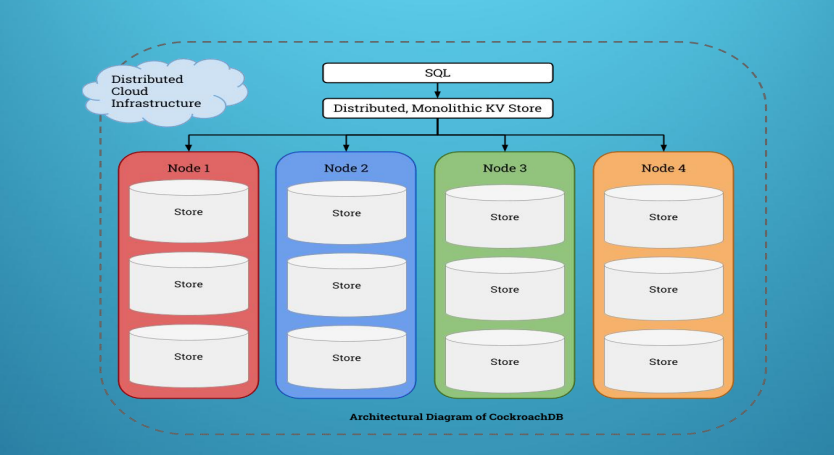 Distributed
Cloud
Infrastructure
SQL
Distributed, Monolithic KV Store
Node 1
Node 2
Node 3
Node 4
Store
Store
Store
Store
Store
Store
Store
Store
Store
Store
Store
Store
Architectural Diagram of CockroachDB